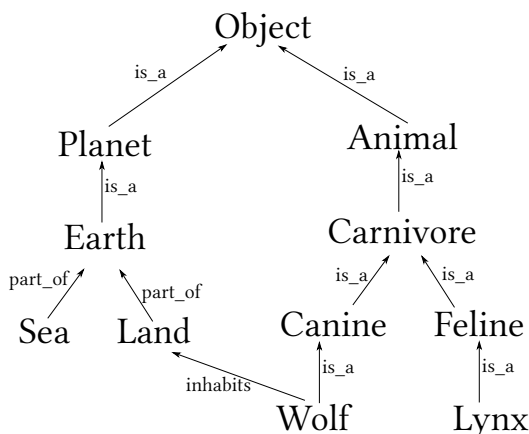 Object
is_a
is_a
Planet
Animal
is_a
is_a
Earth
Carnivore
part_of
part_of
is_a
is_a
Sea
Land
Canine
Feline
inhabits
is_a
is_a
Wolf
Lynx